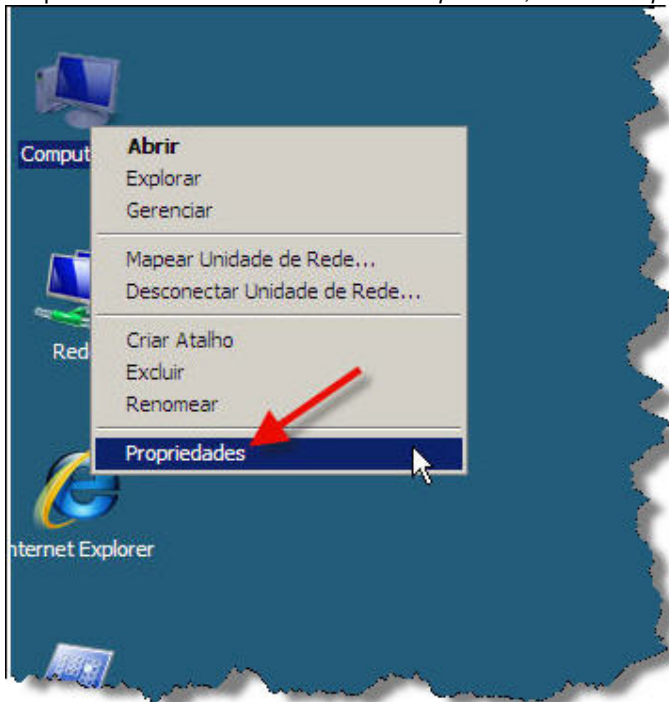 Comput
Abrir
Explorar
Gerenciar
Mapear Unidade de Rede...
Desconectar Unidade de Rede...
Red
Criar Atalho
Excluir
Renomear
Propriedades
nternet Explorer